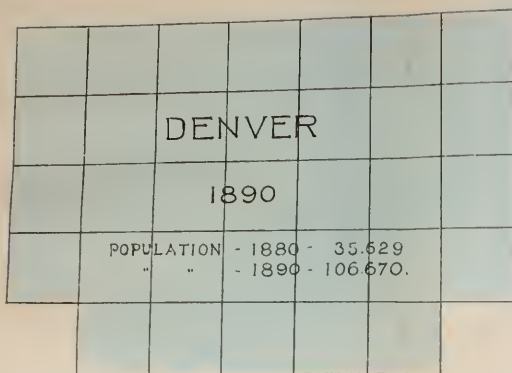 DENVER
1890
POPULATION - 1880 - 35.629
" " - 1890 - 106.670.